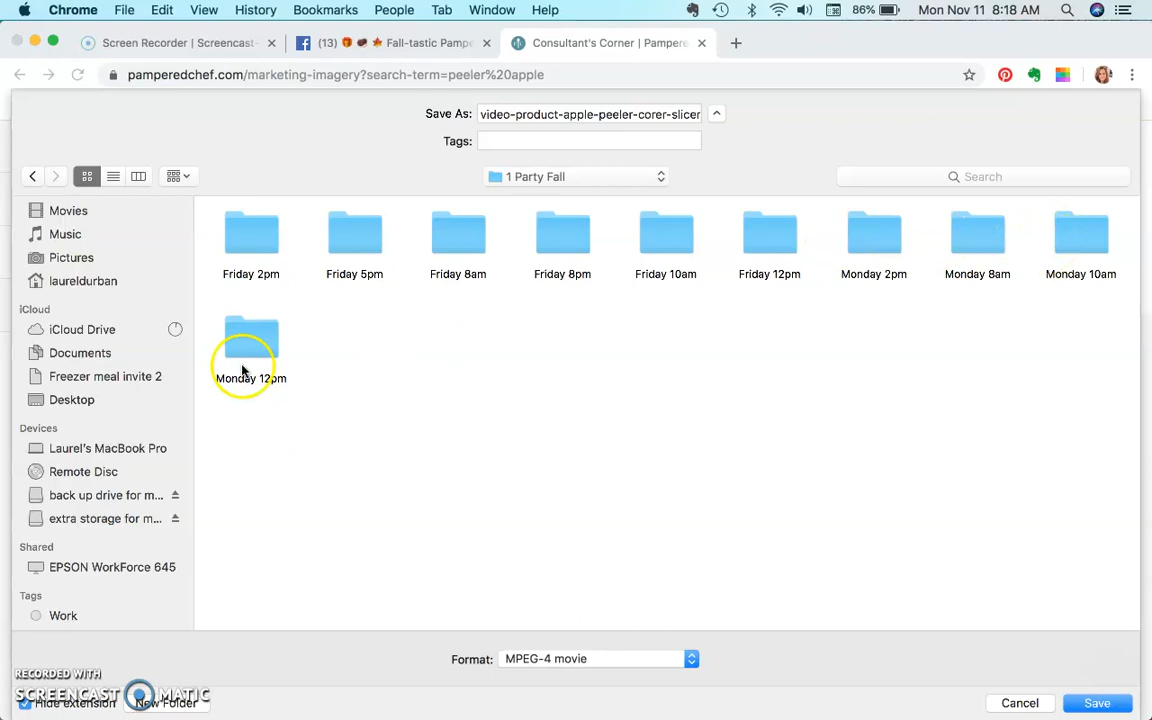 Chrome File Edit View History Bookmarks People Tab Window Help 86% Mon Nov 11 8:18 AM
Screen Recorder | Screencast- (13) Fall-tastic Pampe Consultant's Corner | Pampere
pamperedchef.com/marketing-imagery?search-term=peeler%20apple
Save As: video-product-apple-peeler-corer-slicer
Tags:
1 Party Fall
Search
Movies
Music
Pictures
laureldurban
iCloud
iCloud Drive
Documents
Freezer meal invite 2
Desktop
Devices
Laurel's MacBook Pro
Remote Disc
back up drive for m...
extra storage for m...
Shared
EPSON WorkForce 645
Tags
Work
Friday 2pm Friday 5pm Friday 8am Friday 8pm Friday 10am Friday 12pm Monday 2pm Monday 8am Monday 10am
Monday 12pm
Format: MPEG-4 movie
RECORDED WITH
SCREENCAST MATIC
Hide extension New Folder Cancel Save